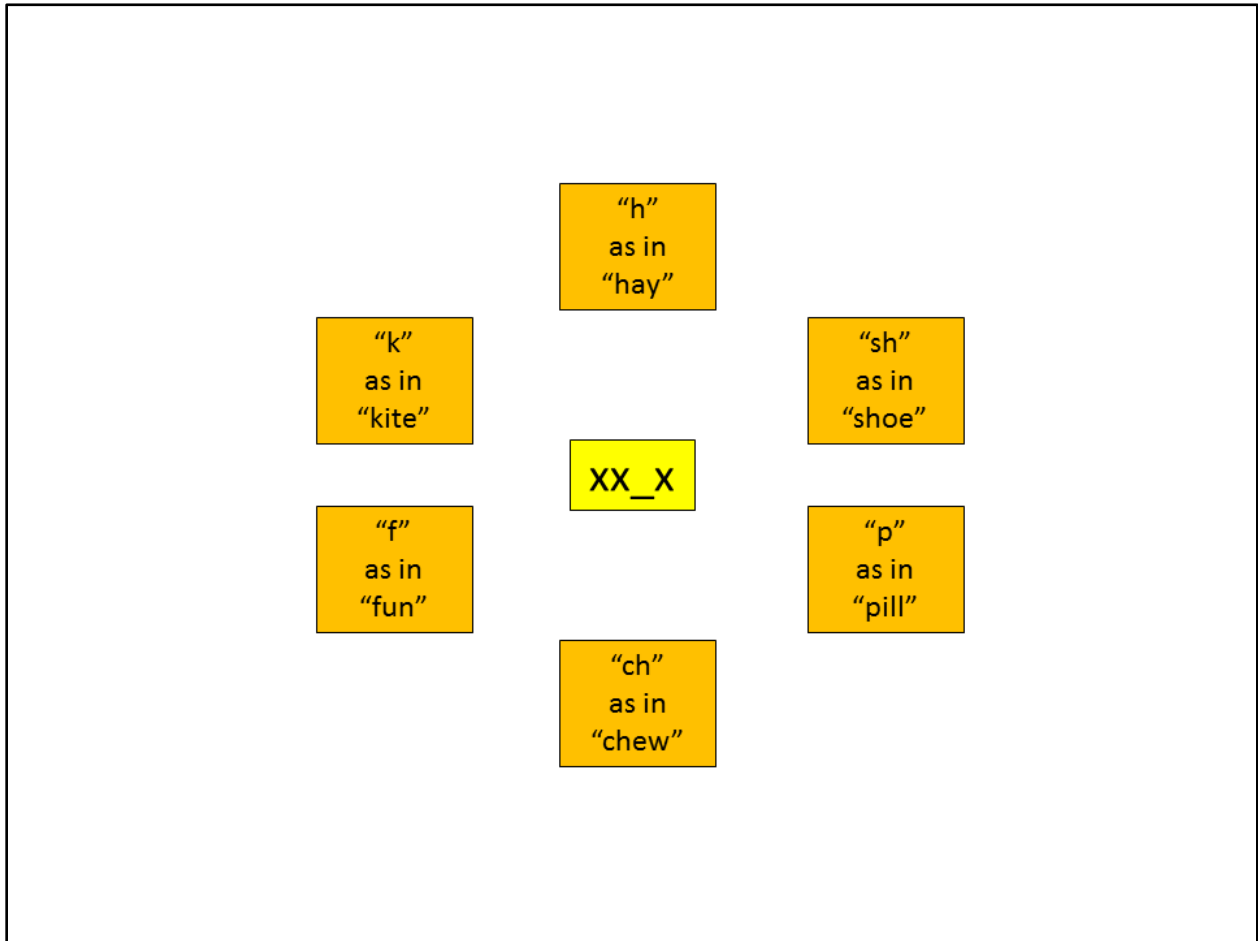 “h”
as in
“hay”
“k”
as in
“kite”
“sh”
as in
“shoe”
xx_x
“f”
as in
“fun”
“p”
as in
“pill”
“ch”
as in
“chew”